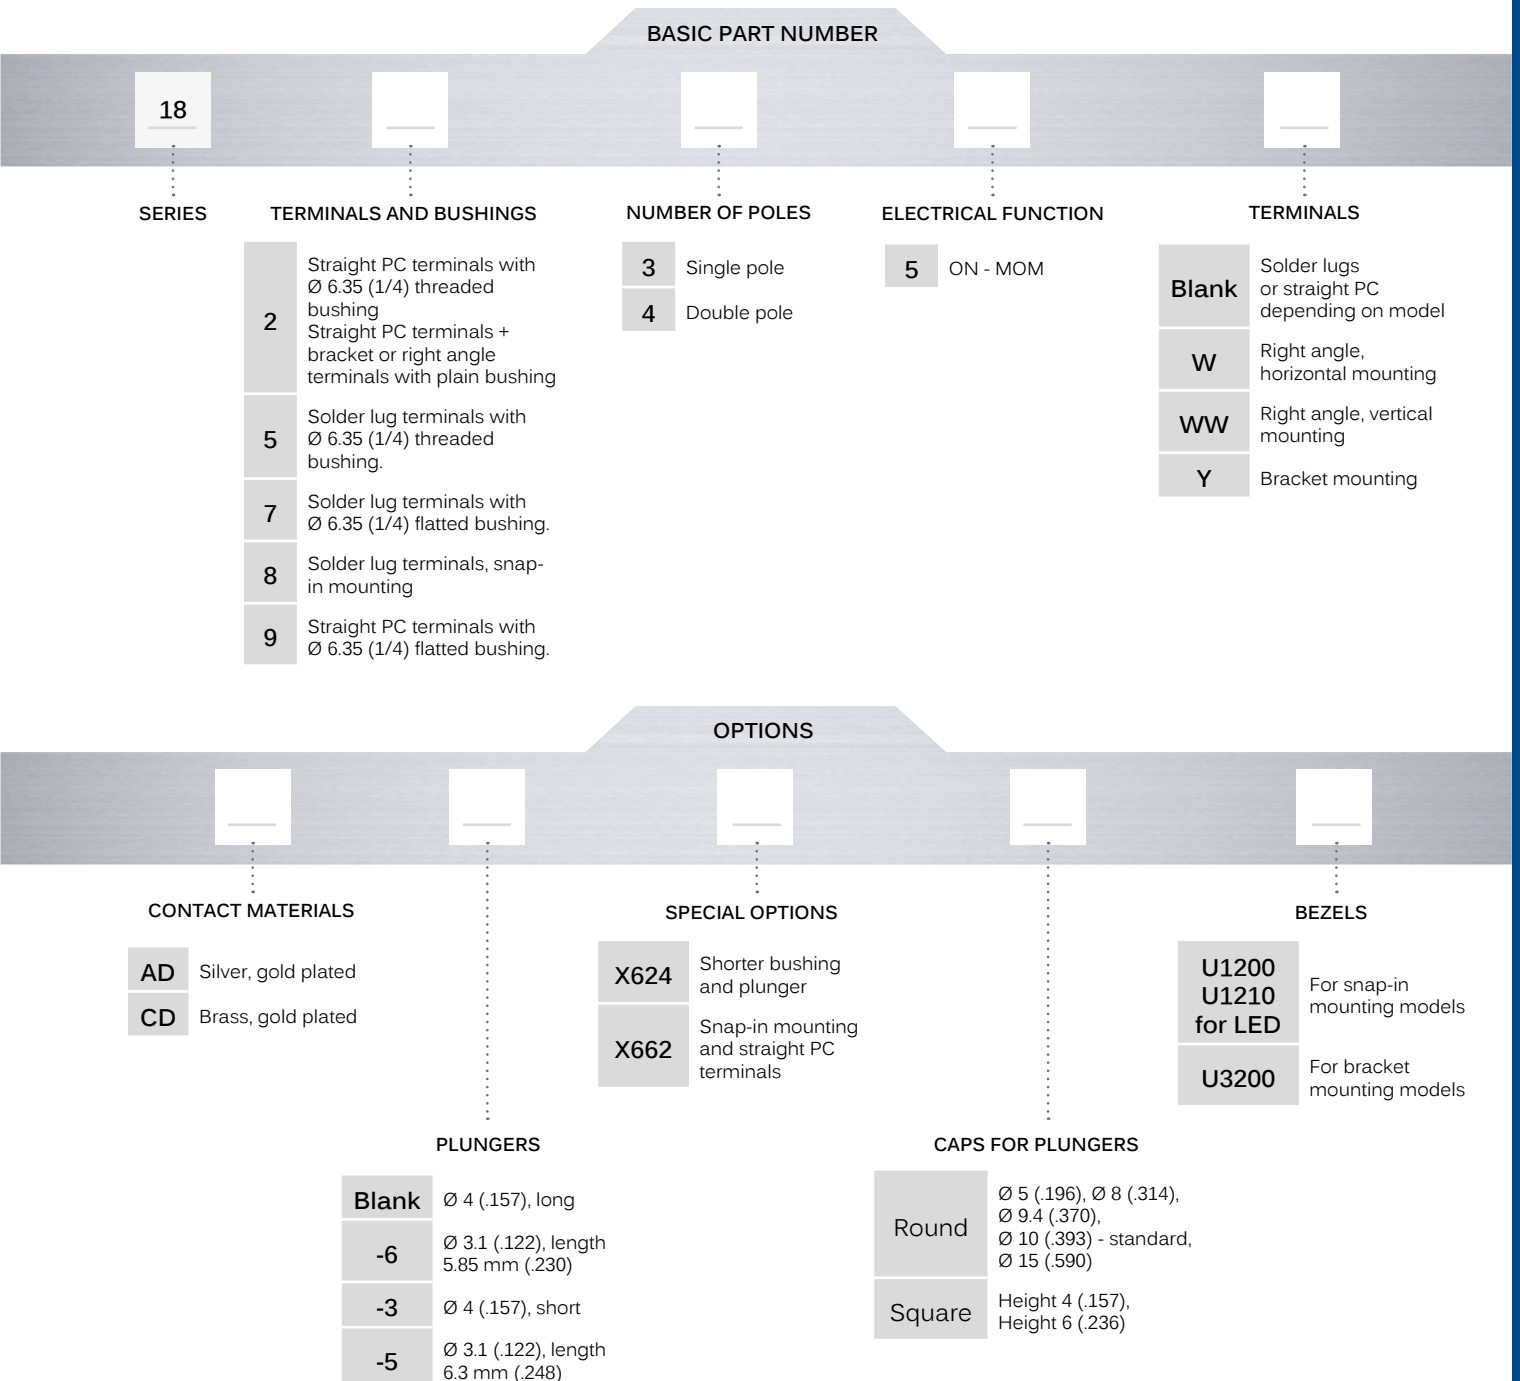 BASIC PART NUMBER
18
SERIES
TERMINALS AND BUSHINGS
2
Straight PC terminals with
Ø 6.35 (1/4) threaded
bushing
Straight PC terminals +
bracket or right angle
terminals with plain bushing
5
Solder lug terminals with
Ø 6.35 (1/4) threaded
bushing.
7
Solder lug terminals with
Ø 6.35 (1/4) flatted bushing.
8
Solder lug terminals, snap-
in mounting
9
Straight PC terminals with
Ø 6.35 (1/4) flatted bushing.
NUMBER OF POLES
3
Single pole
4
Double pole
ELECTRICAL FUNCTION
5
ON - MOM
TERMINALS
Blank
Solder lugs
or straight PC
depending on model
W
Right angle,
horizontal mounting
WW
Right angle, vertical
mounting
Y
Bracket mounting
OPTIONS
CONTACT MATERIALS
AD
Silver, gold plated
CD
Brass, gold plated
PLUNGERS
Blank
Ø 4 (.157), long
-6
Ø 3.1 (.122), length
5.85 mm (.230)
-3
Ø 4 (.157), short
-5
Ø 3.1 (.122), length
6.3 mm (.248)
SPECIAL OPTIONS
X624
Shorter bushing
and plunger
X662
Snap-in mounting
and straight PC
terminals
CAPS FOR PLUNGERS
Round
Ø 5 (.196), Ø 8 (.314),
Ø 9.4 (.370),
Ø 10 (.393) - standard,
Ø 15 (.590)
Square
Height 4 (.157),
Height 6 (.236)
BEZELS
U1200
U1210
for LED
For snap-in
mounting models
U3200
For bracket
mounting models